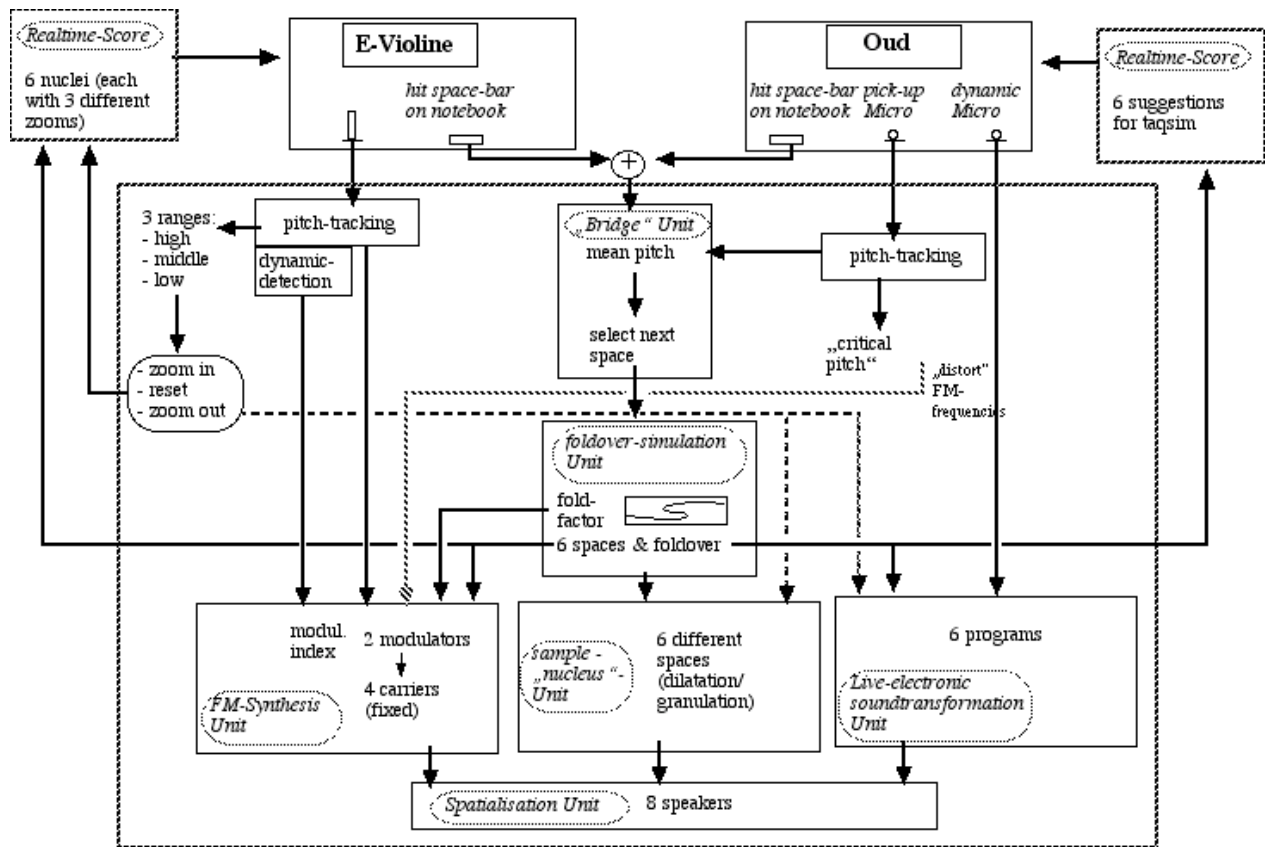 Realtime-Score
6 nuclei (each
with 3 different
zooms)
E-Violine
hit space-bar
on notebook
Oud
hit space-bar
on notebook
pick-up
Micro
dynamic
Micro
Realtime-Score
6 suggestions
for taqsim
+
3 ranges:
- high
- middle
- low
pitch-tracking
dynamic-
detection
„Bridge“ Unit
mean pitch
select next
space
pitch-tracking
„critical
pitch“
„distort"
FM-
frequencies
- zoom in
- reset
- zoom out
foldover-simulation
Unit
fold-
factor
6 spaces & foldover
modul.
index
2 modulators
4 carriers
(fixed)
FM-Synthesis
Unit
sample -
„nucleus“-
Unit
6 different
spaces
(dilatation/
granulation)
6 programs
Live-electronic
soundtransformation
Unit
Spatialisation Unit
8 speakers